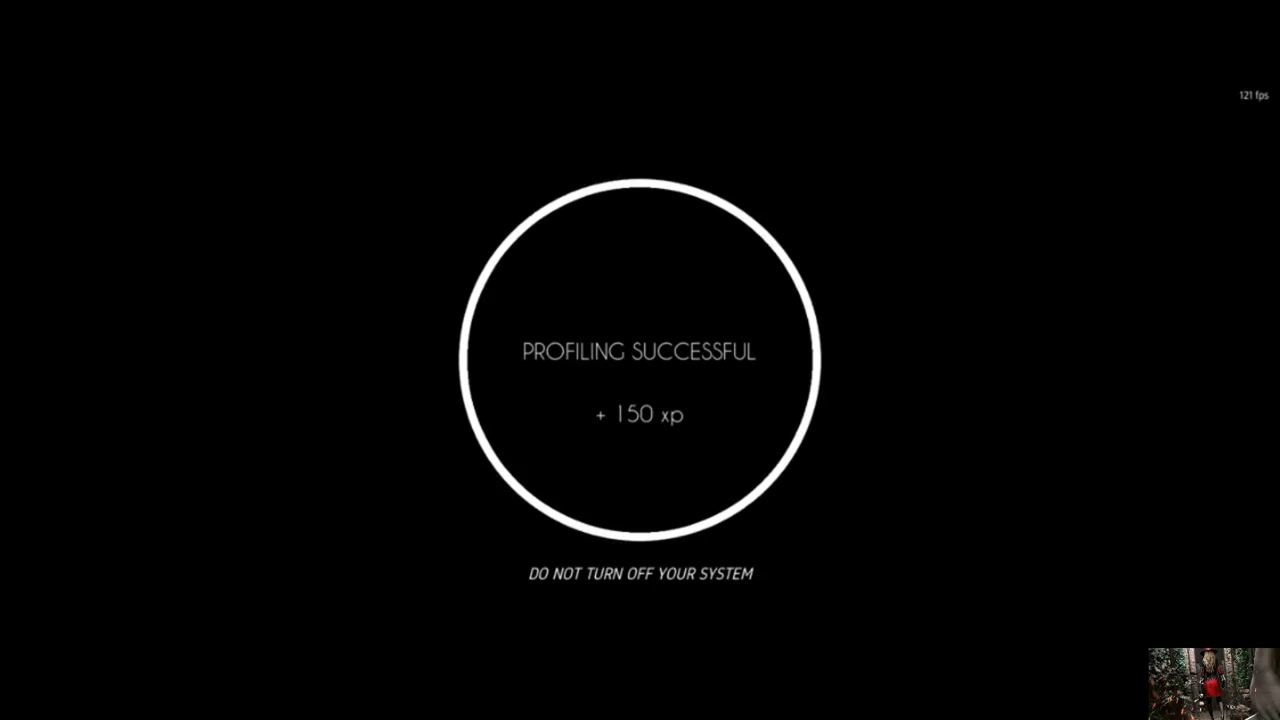 121 fps
PROFILING SUCCESSFUL
+ 150 xp
DO NOT TURN OFF YOUR SYSTEM